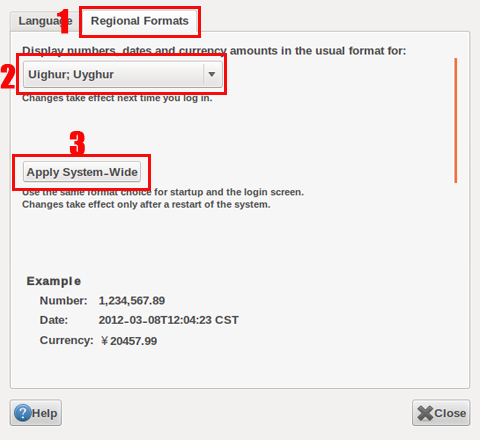 1
Language
Regional Formats
Display numbers, dates and currency amounts in the usual format for:
2
Uighur; Uyghur
Changes take effect next time you log in.
3
Apply System-Wide
Use the same format choice for startup and the login screen.
Changes take effect only after a restart of the system.
Example
Number: 1,234,567.89
Date: 2012-03-08T12:04:23 CST
Currency: ¥20457.99
Help
Close